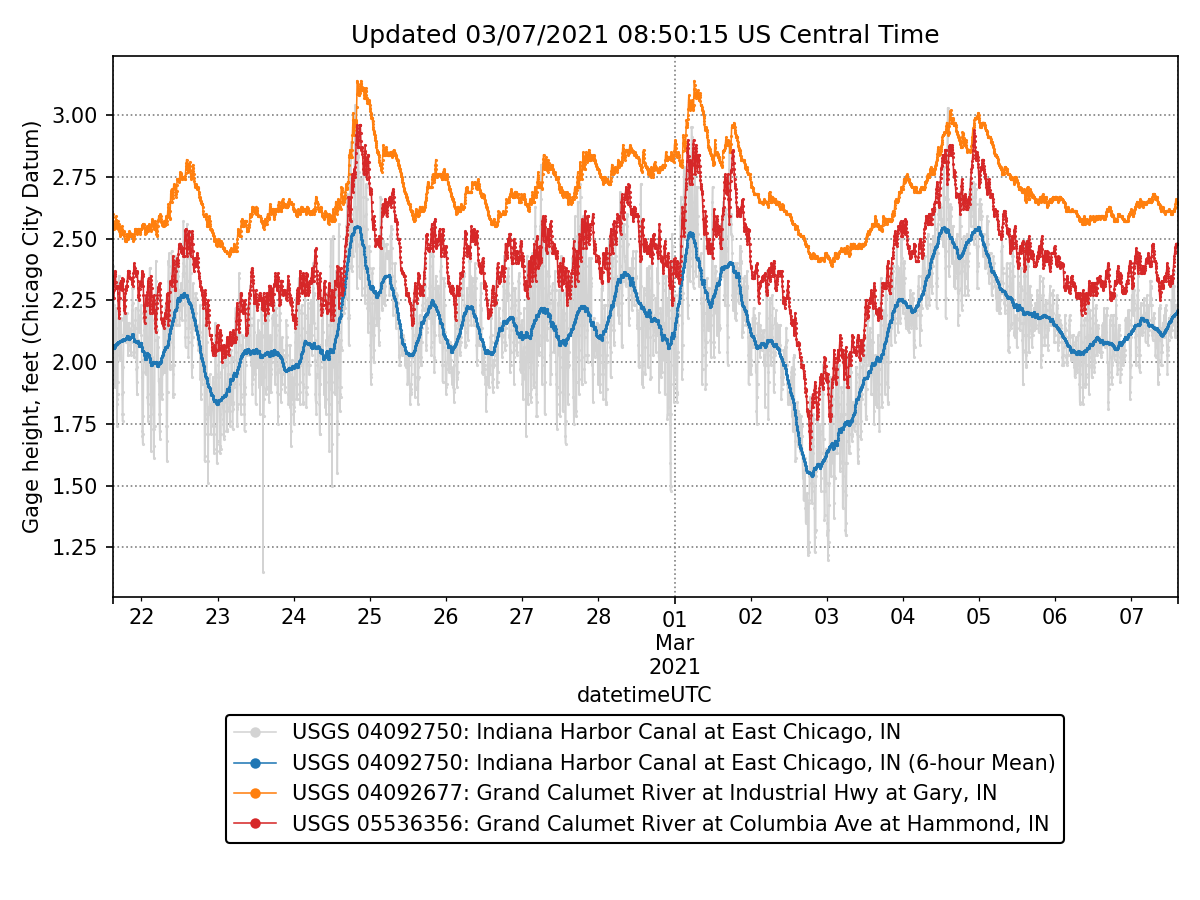 Updated 03/07/2021 08:50:15 US Central Time
Gage height, feet (Chicago City Datum)
3.00
2.75
2.50
2.25
2.00
1.75
1.50
1.25
22 23 24 25 26 27 28 01 02 03 04 05 06 07
Mar
2021
datetimeUTC
USGS 04092750: Indiana Harbor Canal at East Chicago, IN
USGS 04092750: Indiana Harbor Canal at East Chicago, IN (6-hour Mean)
USGS 04092677: Grand Calumet River at Industrial Hwy at Gary, IN
USGS 05536356: Grand Calumet River at Columbia Ave at Hammond, IN